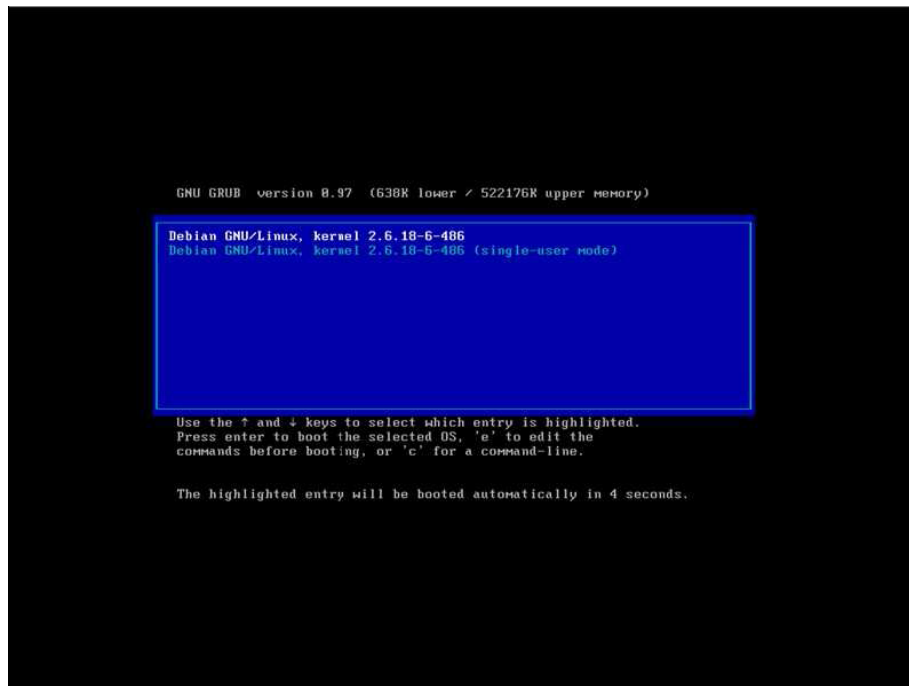 GNU GRUB version 0.97 (638K lower / 522176K upper memory)
Debian GNU/Linux, kernel 2.6.18-6-486
Debian GNU/Linux, kernel 2.6.18-6-486 (single-user mode)
Use the ↑ and ↓ keys to select which entry is highlighted.
Press enter to boot the selected OS, 'e' to edit the
commands before booting, or 'c' for a command-line.
The highlighted entry will be booted automatically in 4 seconds.